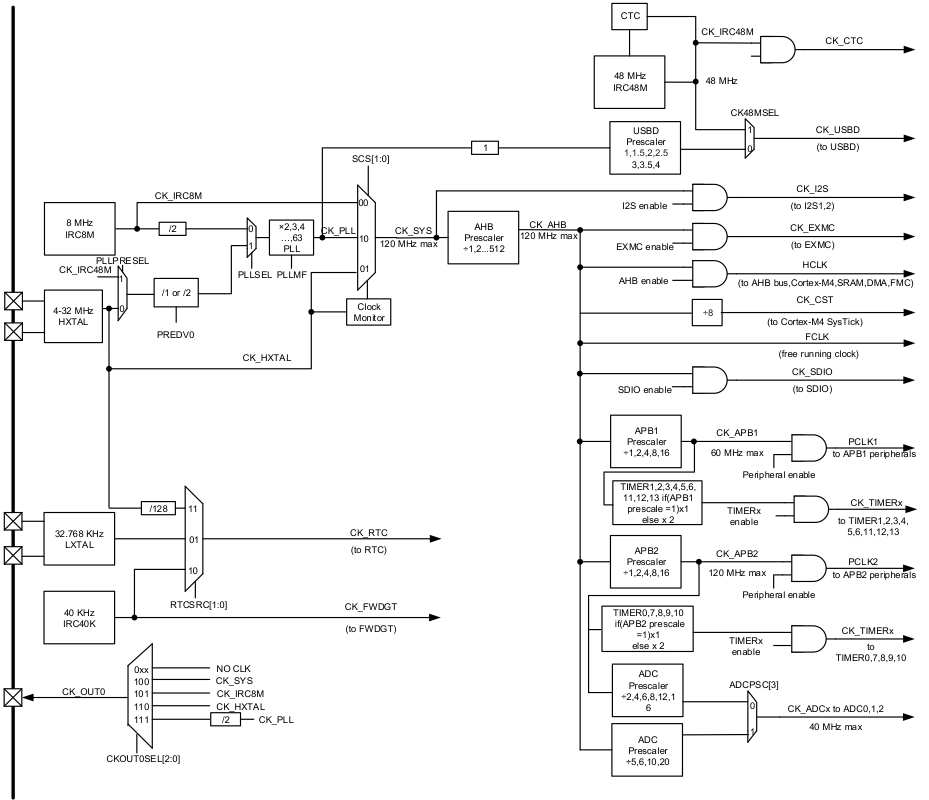 CTC
CK_IRC48M
CK_CTC
48 MHz
IRC48M
48 MHz
CK48MSEL
1
0
CK_USBD
(to USBD)
USBD
Prescaler
1,1.5,2,2.5
3,3.5,4
1
SCS[1:0]
CK_IRC8M
00
10
01
8 MHz
IRC8M
/2
0
1
PLLSEL
×2,3,4
…,63
PLL
PLLMF
CK_PLL
CK_SYS
120 MHz max
AHB
Prescaler
÷1,2...512
CK_AHB
120 MHz max
I2S enable
CK_I2S
(to I2S1,2)
EXMC enable
CK_EXMC
(to EXMC)
AHB enable
HCLK
(to AHB bus,Cortex-M4,SRAM,DMA,FMC)
÷8
CK_CST
(to Cortex-M4 SysTick)
FCLK
(free running clock)
SDIO enable
CK_SDIO
(to SDIO)
PLLPRESEL
CK_IRC48M
1
0
4-32 MHz
HXTAL
/1 or /2
PREDV0
Clock
Monitor
CK_HXTAL
APB1
Prescaler
÷1,2,4,8,16
CK_APB1
60 MHz max
Peripheral enable
PCLK1
to APB1 peripherals
TIMER1,2,3,4,5,6,
11,12,13 if(APB1
prescale =1)x1
else x 2
TIMERx
enable
CK_TIMERx
to TIMER1,2,3,4,
5,6,11,12,13
APB2
Prescaler
÷1,2,4,8,16
CK_APB2
120 MHz max
Peripheral enable
PCLK2
to APB2 peripherals
TIMER0,7,8,9,10
if(APB2 prescale
=1)x1
else x 2
TIMERx
enable
CK_TIMERx
to
TIMER0,7,8,9,10
ADC
Prescaler
÷2,4,6,8,12,1
6
ADCPSC[3]
0
1
CK_ADCx to ADC0,1,2
40 MHz max
ADC
Prescaler
÷5,6,10,20
/128
11
01
10
32.768 KHz
LXTAL
CK_RTC
(to RTC)
RTCSRC[1:0]
40 KHz
IRC40K
CK_FWDGT
(to FWDGT)
CK_OUT0
0xx
100
101
110
111
NO CLK
CK_SYS
CK_IRC8M
CK_HXTAL
/2
CK_PLL
CKOUT0SEL[2:0]